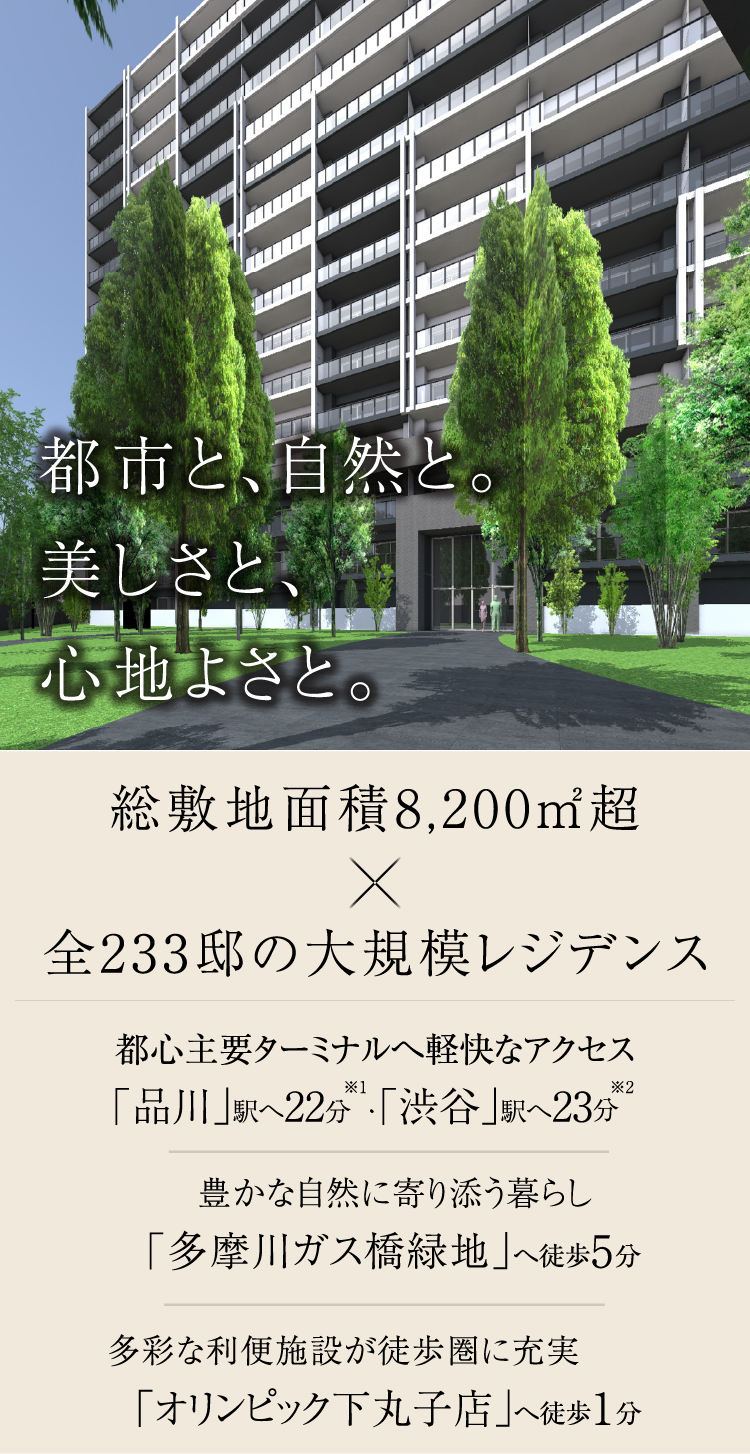 都市と、自然と。
美しさと、
心地よさと。
総敷地面積8,200㎡超
×
全233邸の大規模レジデンス
都心主要ターミナルへ軽快なアクセス
「品川」駅へ22分※1・「渋谷」駅へ23分※2
豊かな自然に寄り添う暮らし
「多摩川ガス橋緑地」へ徒歩5分
多彩な利便施設が徒歩圏に充実
「オリンピック下丸子店」へ徒歩1分